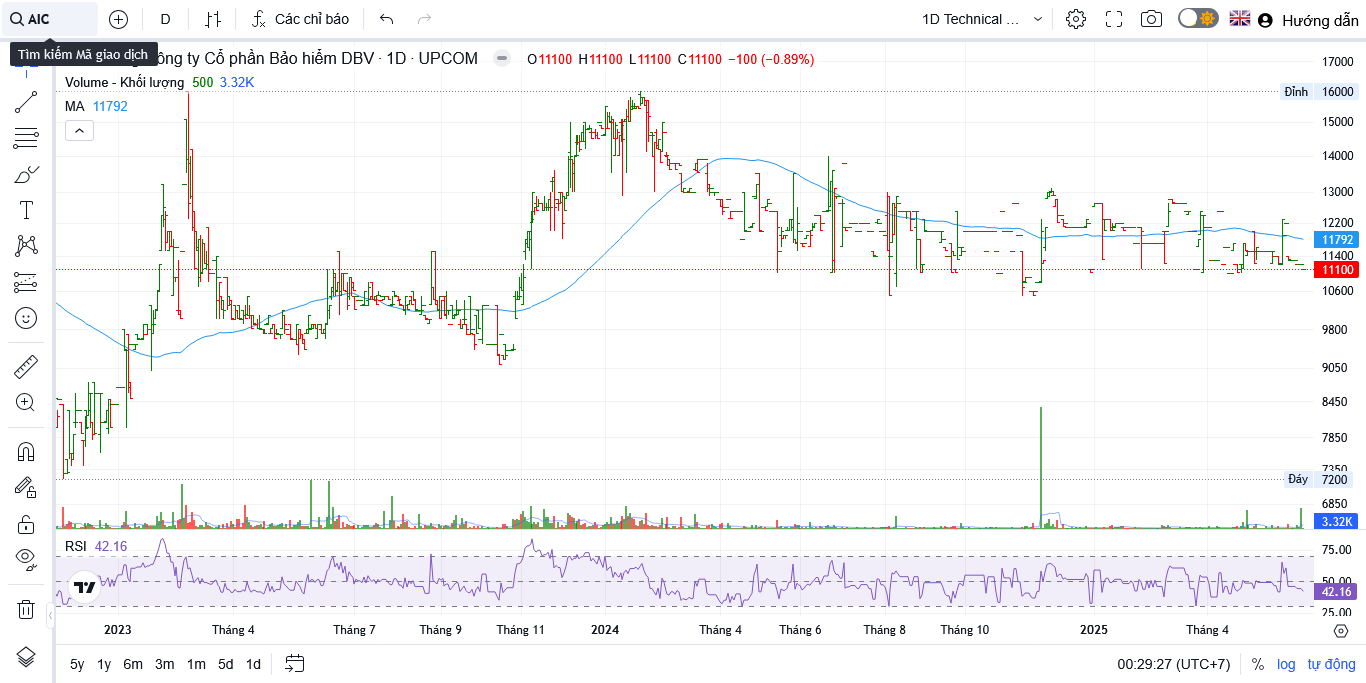 AIC
D
Các chỉ báo
1D Technical ...
Hướng dẫn
Tìm kiếm Mã giao dịch
ông ty Cổ phần Bảo hiểm DBV · 1D · UPCOM
O11100 H11100 L11100 C11100 −100 (−0.89%)
Volume - Khối lượng 500 3.32K
MA 11792
17000
Đỉnh 16000
15000
14000
13000
12200
11792
11400
11100
10600
9800
9050
8450
7850
7350
Đáy 7200
6850
3.32K
RSI 42.16
75.00
50.00
42.16
25.00
2023 Tháng 4 Tháng 7 Tháng 9 Tháng 11 2024 Tháng 4 Tháng 6 Tháng 8 Tháng 10 2025 Tháng 4
5y 1y 6m 3m 1m 5d 1d
00:29:27 (UTC+7) % log tự động